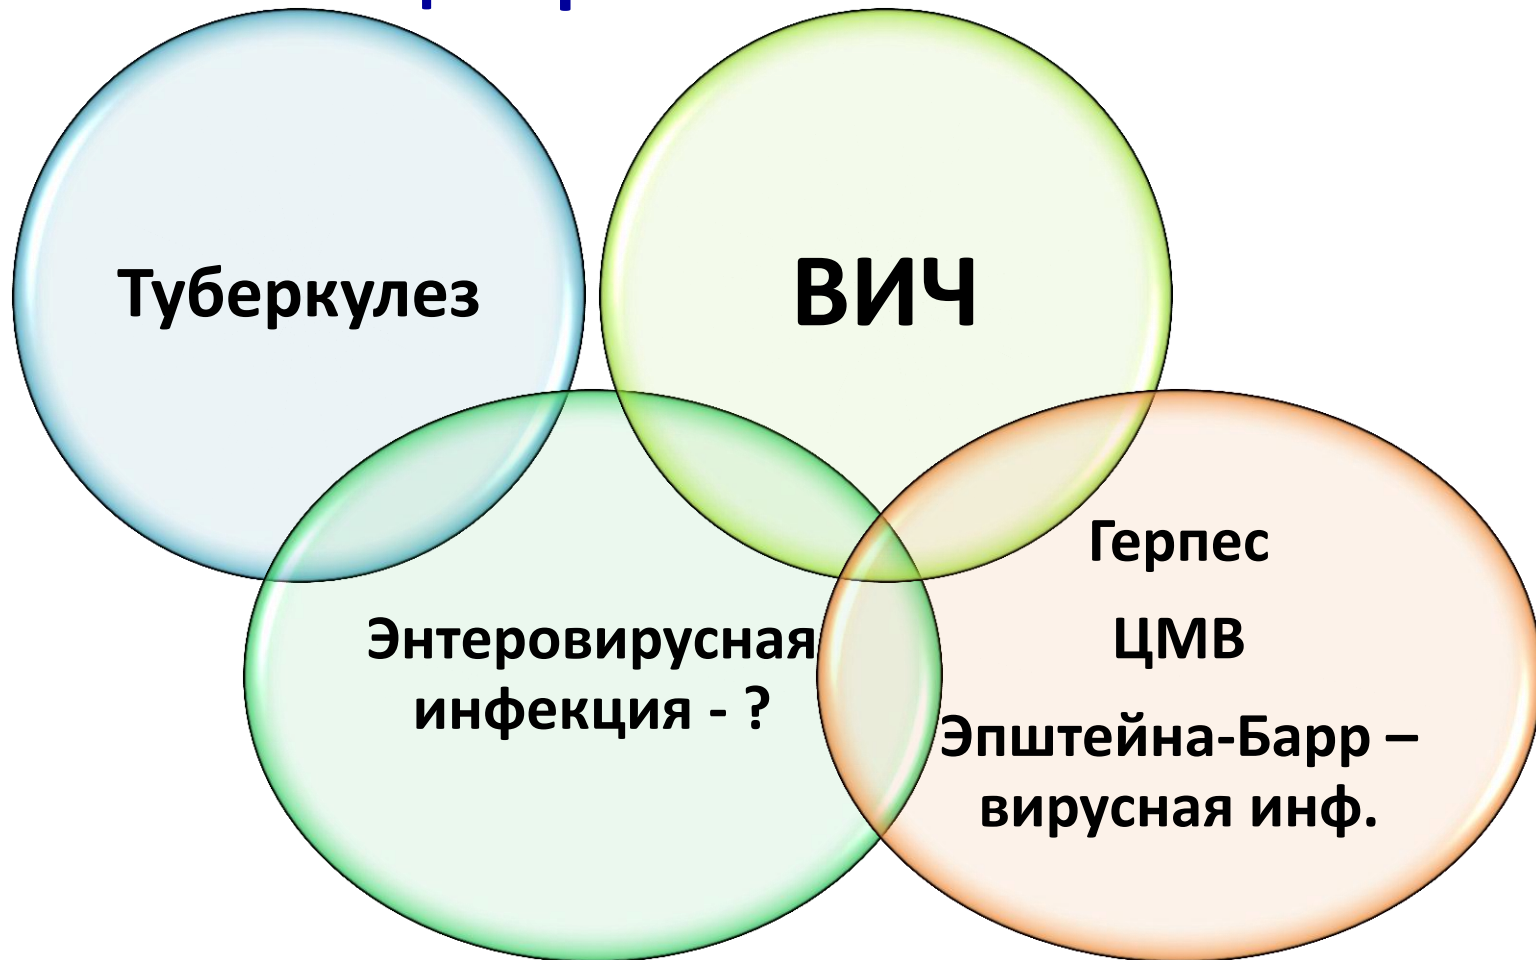 Туберкулез
ВИЧ
Энтеровирусная
инфекция - ?
Герпес
ЦМВ
Эпштейна-Барр –
вирусная инф.